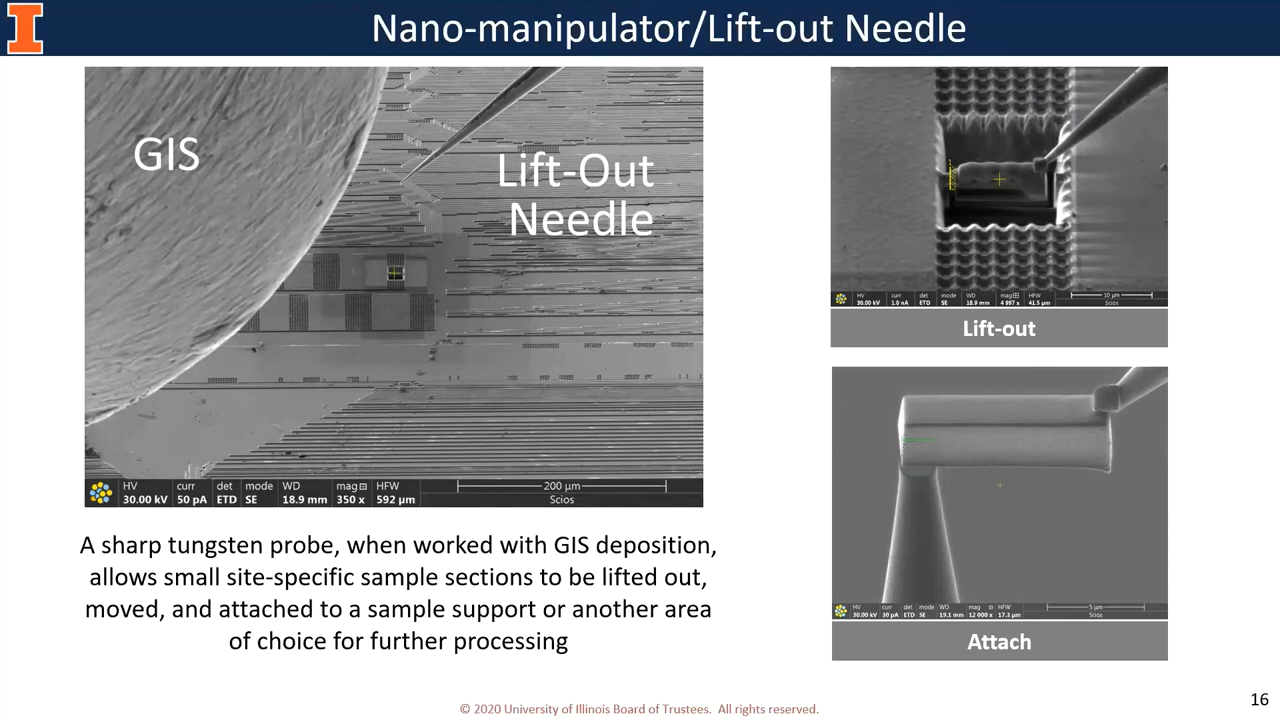 Nano-manipulator/Lift-out Needle
GIS
Lift-Out
Needle
HV curr det mode WD mag HFW
30.00 kV 50 pA ETD SE 18.9 mm 350 x 592 µm
200 µm
Scios
A sharp tungsten probe, when worked with GIS deposition,
allows small site-specific sample sections to be lifted out,
moved, and attached to a sample support or another area
of choice for further processing
HV curr det mode WD mag HFW
30.00 kV 1.0 nA ETD SE 18.9 mm 4 997 x 41.5 µm
10 µm
Scios
Lift-out
HV curr det mode WD mag HFW
30.00 kV 30 pA ETD SE 19.1 mm 12 000 x 17.3 µm
5 µm
Scios
Attach
© 2020 University of Illinois Board of Trustees. All rights reserved.
16